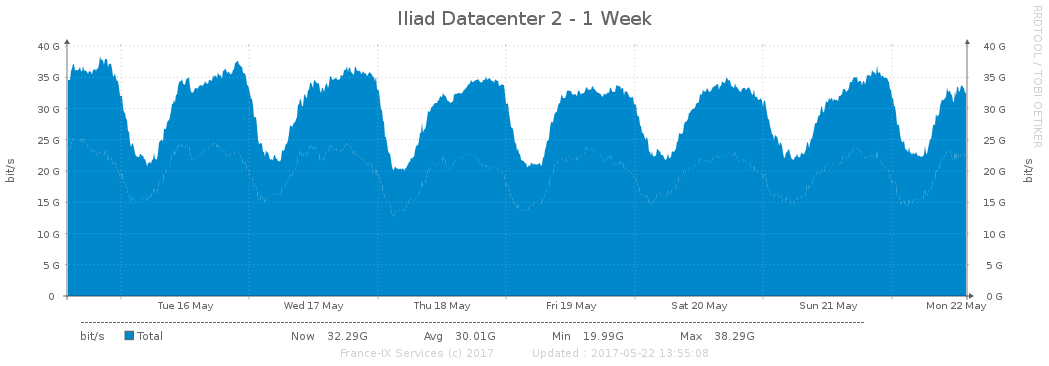 Iliad Datacenter 2 - 1 Week
RRDTOOL / TOBI OETIKER
bit/s
40 G
35 G
30 G
25 G
20 G
15 G
10 G
5 G
0
40 G
35 G
30 G
25 G
20 G
15 G
10 G
5 G
0 G
bit/s
Tue 16 May Wed 17 May Thu 18 May Fri 19 May Sat 20 May Sun 21 May Mon 22 May
bit/s Total Now 32.29G Avg 30.01G Min 19.99G Max 38.29G
France-IX Services (c) 2017 Updated : 2017-05-22 13:55:08